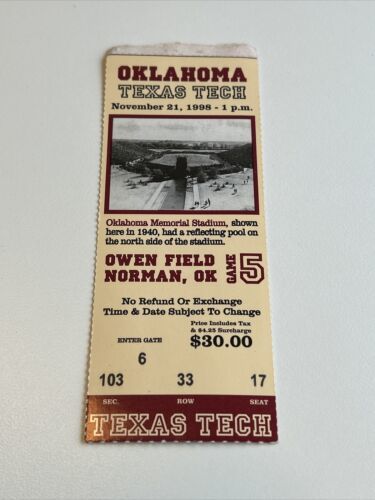 OKLAHOMA
TEXAS TECH
November 21, 1998 - 1 p.m.
Oklahoma Memorial Stadium, shown
here in 1940, had a reflecting pool on
the north side of the stadium.
OWEN FIELD
NORMAN, OK
GAME 5
No Refund Or Exchange
Time & Date Subject To Change
Price Includes Tax
& $4.25 Surcharge
$30.00
ENTER GATE
6
103 33 17
SEC. ROW SEAT
TEXAS TECH